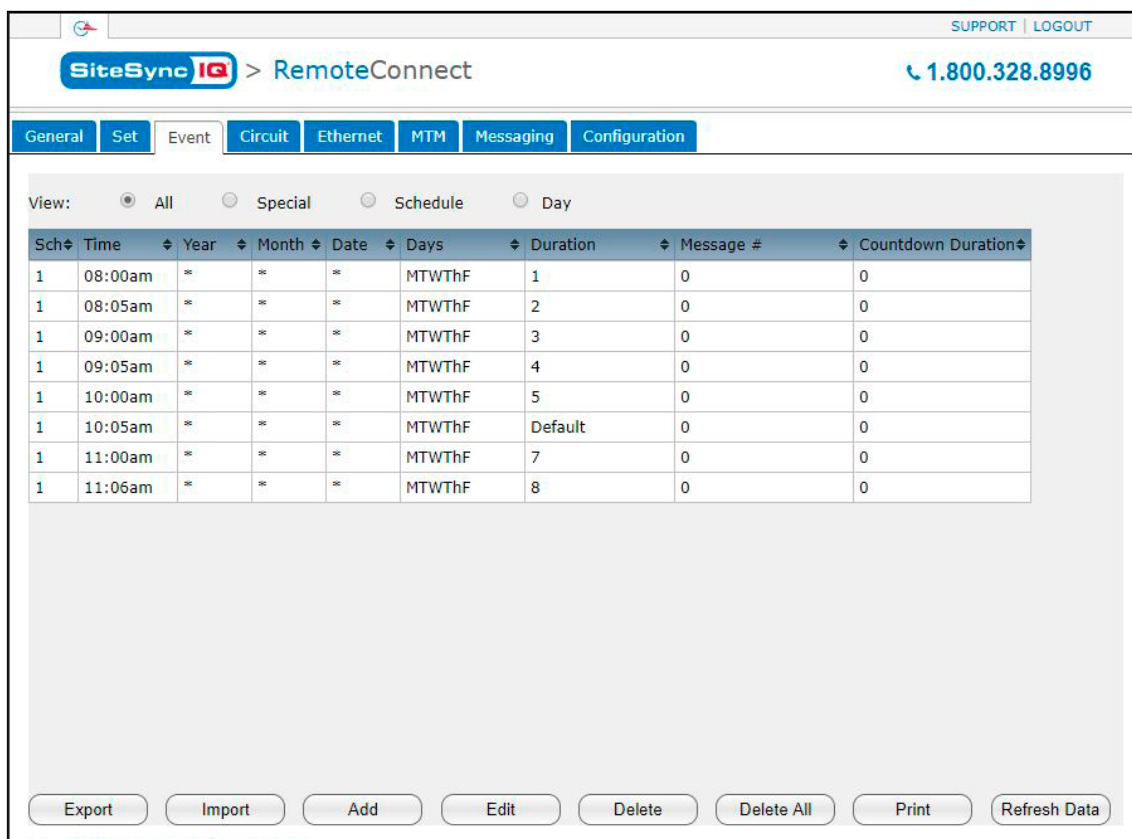 SUPPORT | LOGOUT
SiteSync IQ > RemoteConnect
1.800.328.8996
General Set Event Circuit Ethernet MTM Messaging Configuration
View: All Special Schedule Day
Sch Time Year Month Date Days Duration Message # Countdown Duration
1 08:00am * * * MTWThF 1 0 0
1 08:05am * * * MTWThF 2 0 0
1 09:00am * * * MTWThF 3 0 0
1 09:05am * * * MTWThF 4 0 0
1 10:00am * * * MTWThF 5 0 0
1 10:05am * * * MTWThF Default 0 0
1 11:00am * * * MTWThF 7 0 0
1 11:06am * * * MTWThF 8 0 0
Export Import Add Edit Delete Delete All Print Refresh Data